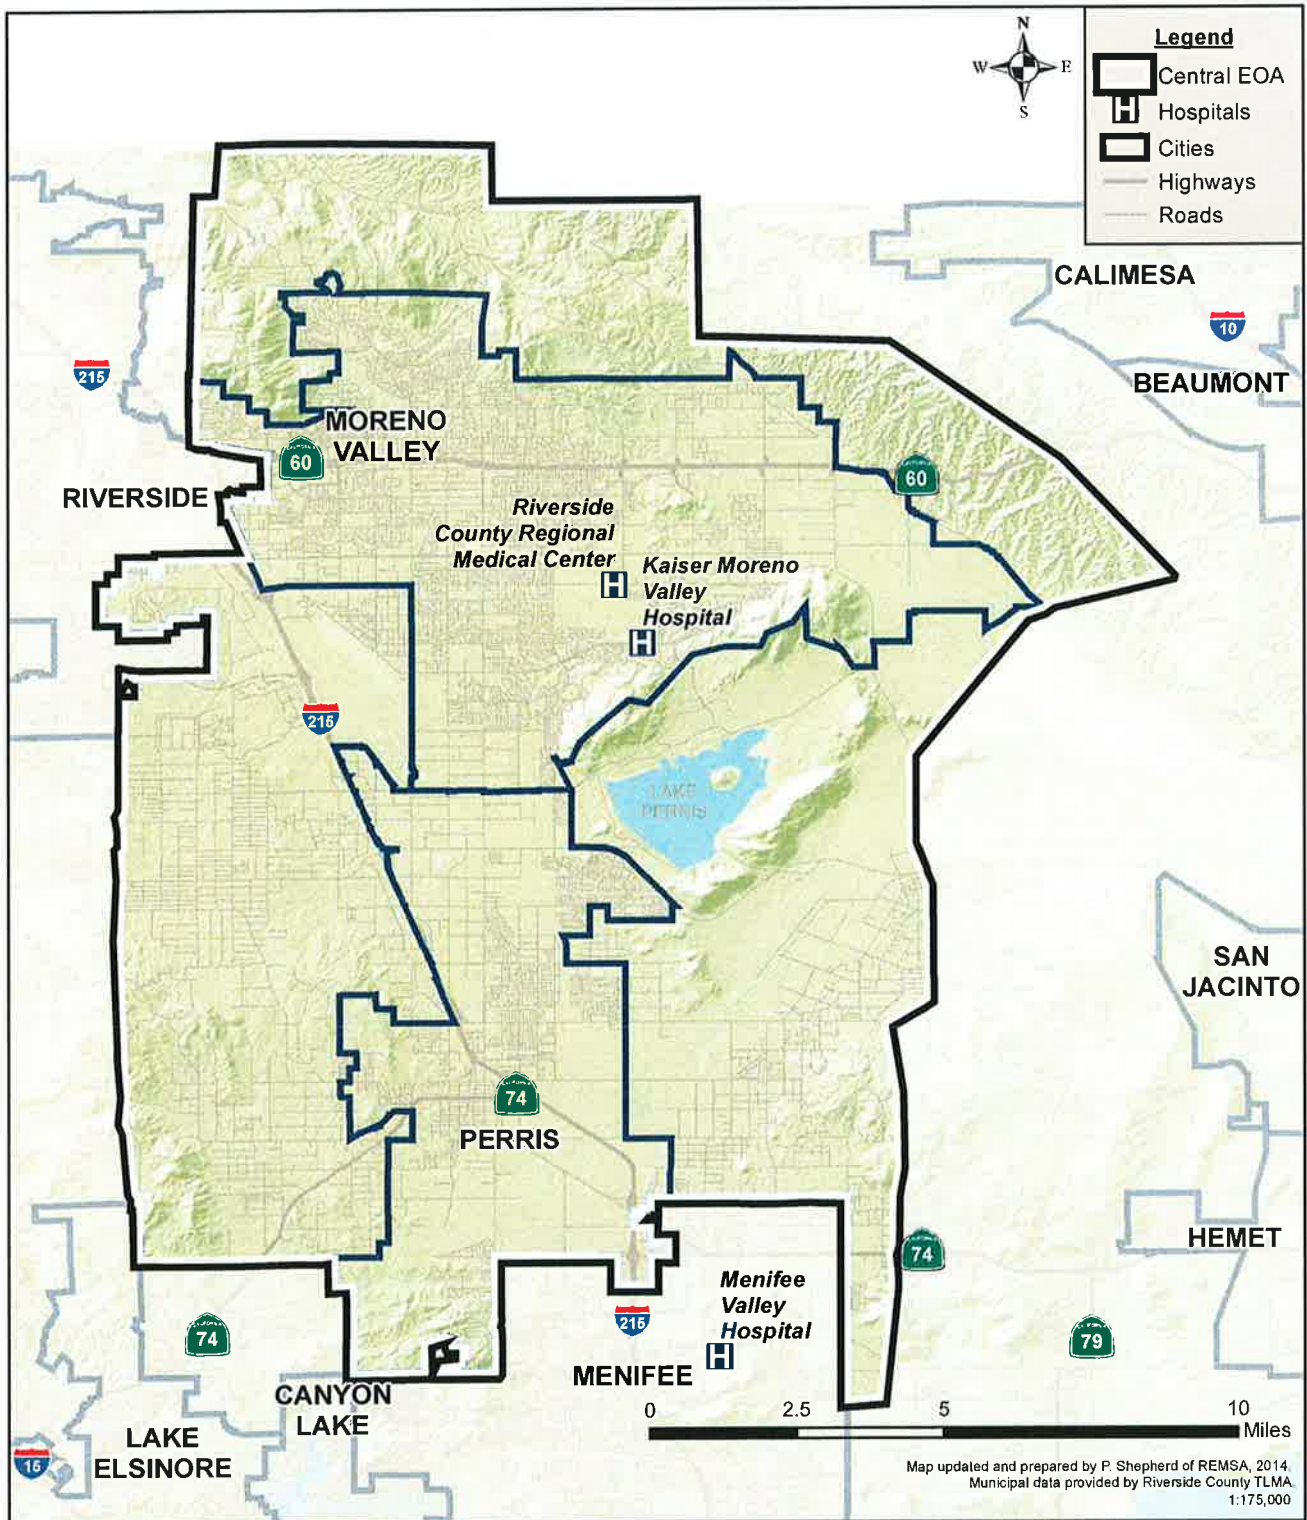 N
W E
S
Legend
Central EOA
H Hospitals
Cities
Highways
Roads
CALIMESA
10
215
BEAUMONT
MORENO
VALLEY
60
60
RIVERSIDE
Riverside
County Regional
Medical Center
H
Kaiser Moreno
Valley
Hospital
H
215
LAKE
PERRIS
SAN
JACINTO
74
PERRIS
HEMET
74
Menifee
Valley
Hospital
H
215
74
79
MENIFEE
CANYON
LAKE
0 2.5 5 10
Miles
LAKE
ELSINORE
15
Map updated and prepared by P. Shepherd of REMSA, 2014.
Municipal data provided by Riverside County TLMA.
1:175,000